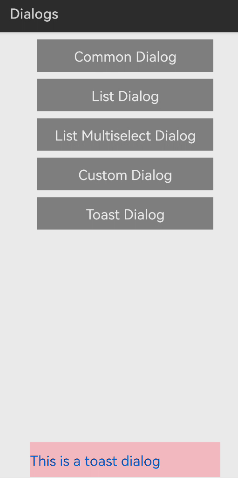 Dialogs
Common Dialog
List Dialog
List Multiselect Dialog
Custom Dialog
Toast Dialog
This is a toast dialog